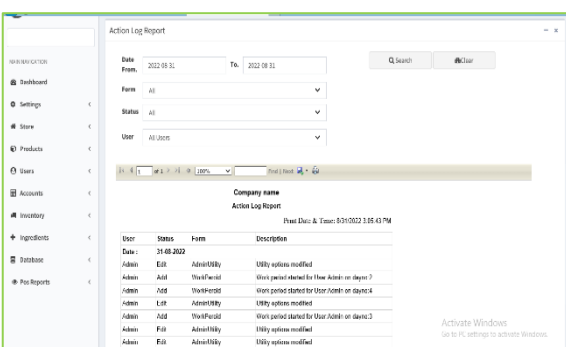 Action Log Report
MAIN NAVIGATION
Dashboard
Settings
Store
Products
Users
Accounts
Inventory
Ingredients
Database
Pos Reports
Date From. 2022-08-31 To. 2022-08-31 Search Clear
Form All
Status All
User All Users
1 of 1 100% Find | Next
Company name
Action Log Report
Print Date & Time: 8/31/2022 3:05:43 PM
User Status Form Description
Date : 31-08-2022
Admin Edit AdminUtility Utility options modified
Admin Add WorkPeroid Work period started for User:Admin on dayno:2
Admin Add WorkPeroid Work period started for User:Admin on dayno:4
Admin Edit AdminUtility Utility options modified
Admin Add WorkPeroid Work period started for User:Admin on dayno:3
Admin Edit AdminUtility Utility options modified
Admin Edit AdminUtility Utility options modified
Activate Windows
Go to PC settings to activate Windows.